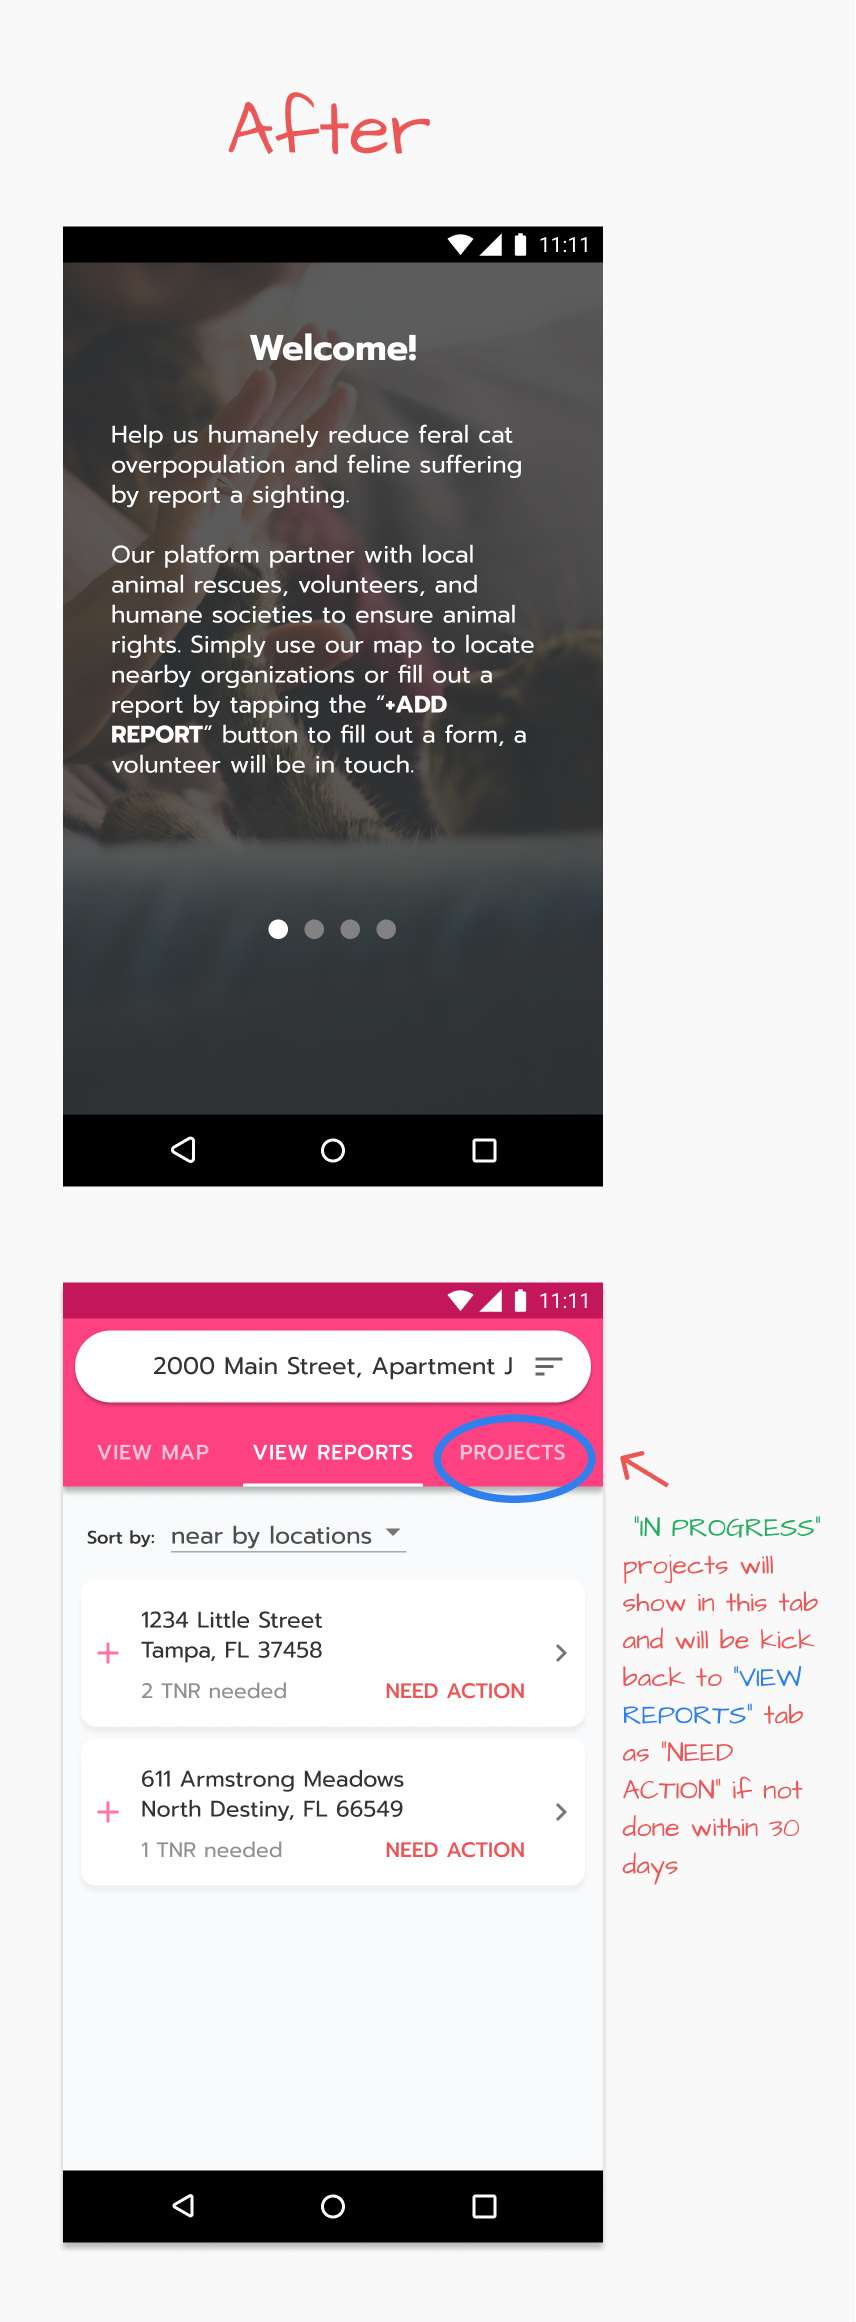 After
11:11
Welcome!
Help us humanely reduce feral cat
overpopulation and feline suffering
by report a sighting.
Our platform partner with local
animal rescues, volunteers, and
humane societies to ensure animal
rights. Simply use our map to locate
nearby organizations or fill out a
report by tapping the “+ADD
REPORT” button to fill out a form, a
volunteer will be in touch.
11:11
2000 Main Street, Apartment J
VIEW MAP
VIEW REPORTS
PROJECTS
Sort by: near by locations
1234 Little Street
Tampa, FL 37458
2 TNR needed
NEED ACTION
611 Armstrong Meadows
North Destiny, FL 66549
1 TNR needed
NEED ACTION
"IN PROGRESS"
projects will
show in this tab
and will be kick
back to "VIEW
REPORTS" tab
as "NEED
ACTION" if not
done within 30
days